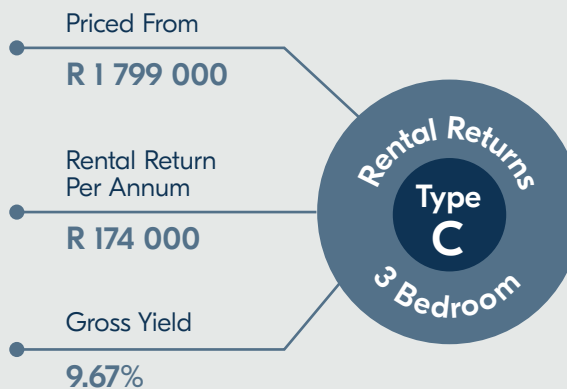 Priced From
R 1 799 000
Rental Return
Per Annum
R 174 000
Gross Yield
9.67%
Rental Returns
Type
C
3 Bedroom